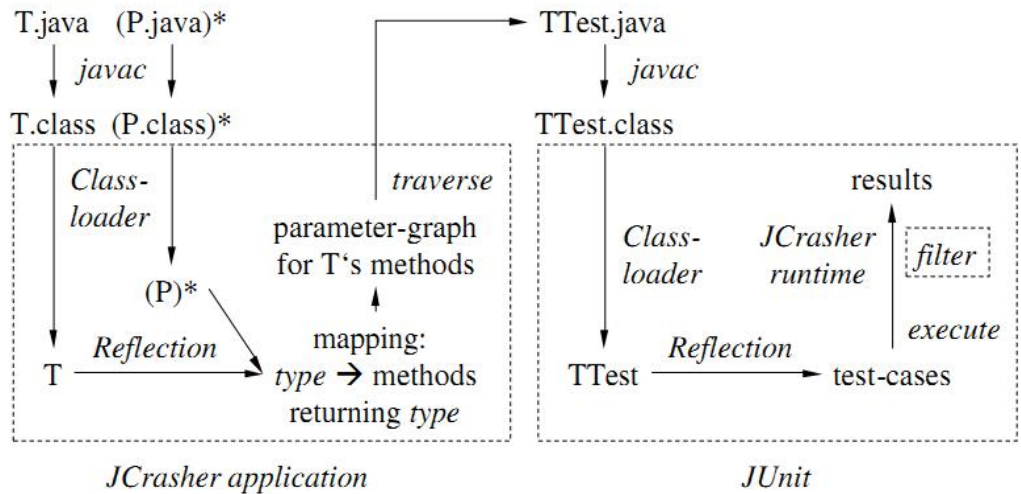 T.java (P.java)*
javac
T.class (P.class)*
Class-
loader
(P)*
T
Reflection
mapping:
type → methods
returning type
parameter-graph
for T‘s methods
traverse
JCrasher application
TTest.java
javac
TTest.class
Class-
loader
TTest
Reflection
test-cases
execute
JCrasher
runtime
filter
results
JUnit